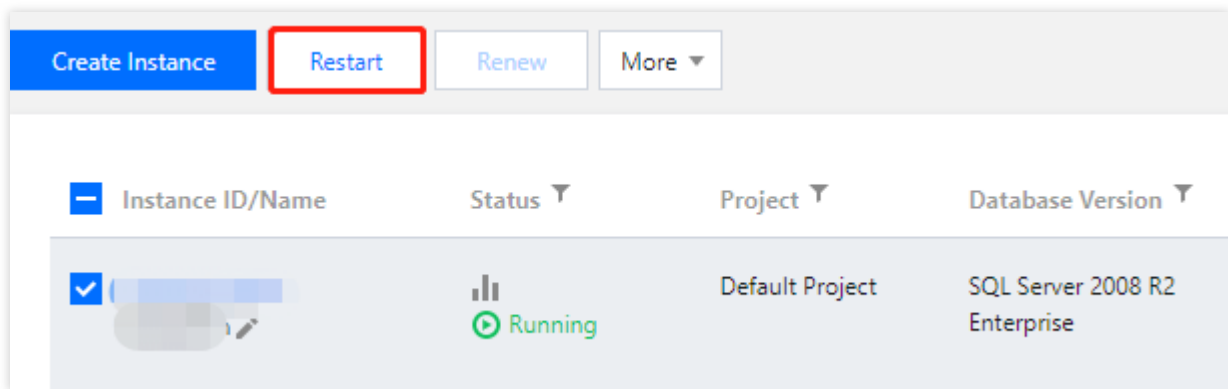 Create Instance Restart Renew More
Instance ID/Name Status Project Database Version
Default Project SQL Server 2008 R2
Running Enterprise